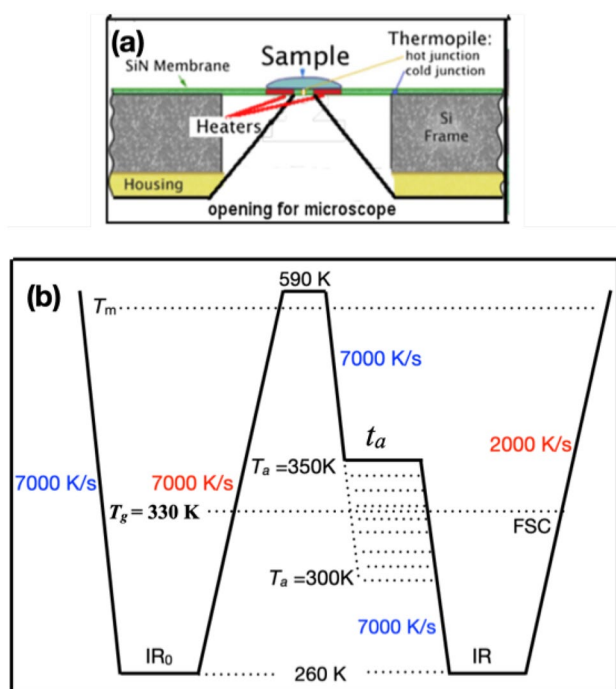 (a)
Sample
Thermopile:
hot junction
cold junction
SiN Membrane
Heaters
Si
Frame
Housing
opening for microscope
(b)
590 K
Tm
7000 K/s
ta
2000 K/s
Ta =350K
7000 K/s
7000 K/s
Tg = 330 K
FSC
Ta =300K
7000 K/s
IR0
IR
260 K